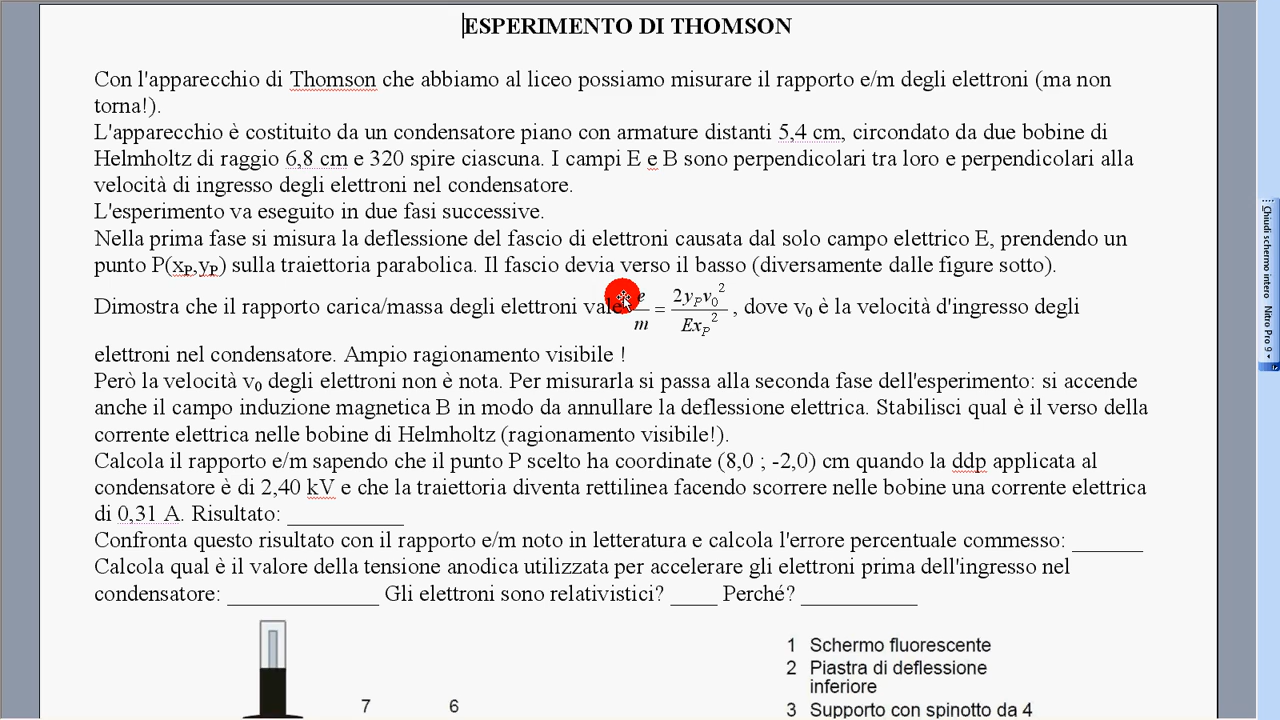 ESPERIMENTO DI THOMSON
Con l'apparecchio di Thomson che abbiamo al liceo possiamo misurare il rapporto e/m degli elettroni (ma non
torna!).
L'apparecchio è costituito da un condensatore piano con armature distanti 5,4 cm, circondato da due bobine di
Helmholtz di raggio 6,8 cm e 320 spire ciascuna. I campi E e B sono perpendicolari tra loro e perpendicolari alla
velocità di ingresso degli elettroni nel condensatore.
L'esperimento va eseguito in due fasi successive.
Nella prima fase si misura la deflessione del fascio di elettroni causata dal solo campo elettrico E, prendendo un
punto P(xₚ,yₚ) sulla traiettoria parabolica. Il fascio devia verso il basso (diversamente dalle figure sotto).
Dimostra che il rapporto carica/massa degli elettroni vale e/m = 2yₚv₀²/Exₚ² , dove v₀ è la velocità d'ingresso degli
elettroni nel condensatore. Ampio ragionamento visibile !
Però la velocità v₀ degli elettroni non è nota. Per misurarla si passa alla seconda fase dell'esperimento: si accende
anche il campo induzione magnetica B in modo da annullare la deflessione elettrica. Stabilisci qual è il verso della
corrente elettrica nelle bobine di Helmholtz (ragionamento visibile!).
Calcola il rapporto e/m sapendo che il punto P scelto ha coordinate (8,0 ; -2,0) cm quando la ddp applicata al
condensatore è di 2,40 kV e che la traiettoria diventa rettilinea facendo scorrere nelle bobine una corrente elettrica
di 0,31 A. Risultato: __________
Confronta questo risultato con il rapporto e/m noto in letteratura e calcola l'errore percentuale commesso: ______
Calcola qual è il valore della tensione anodica utilizzata per accelerare gli elettroni prima dell'ingresso nel
condensatore: _____________ Gli elettroni sono relativistici? ____ Perché? __________
7 6
1 Schermo fluorescente
2 Piastra di deflessione
inferiore
3 Supporto con spinotto da 4
Chiudi schermo intero
Nitro Pro 9